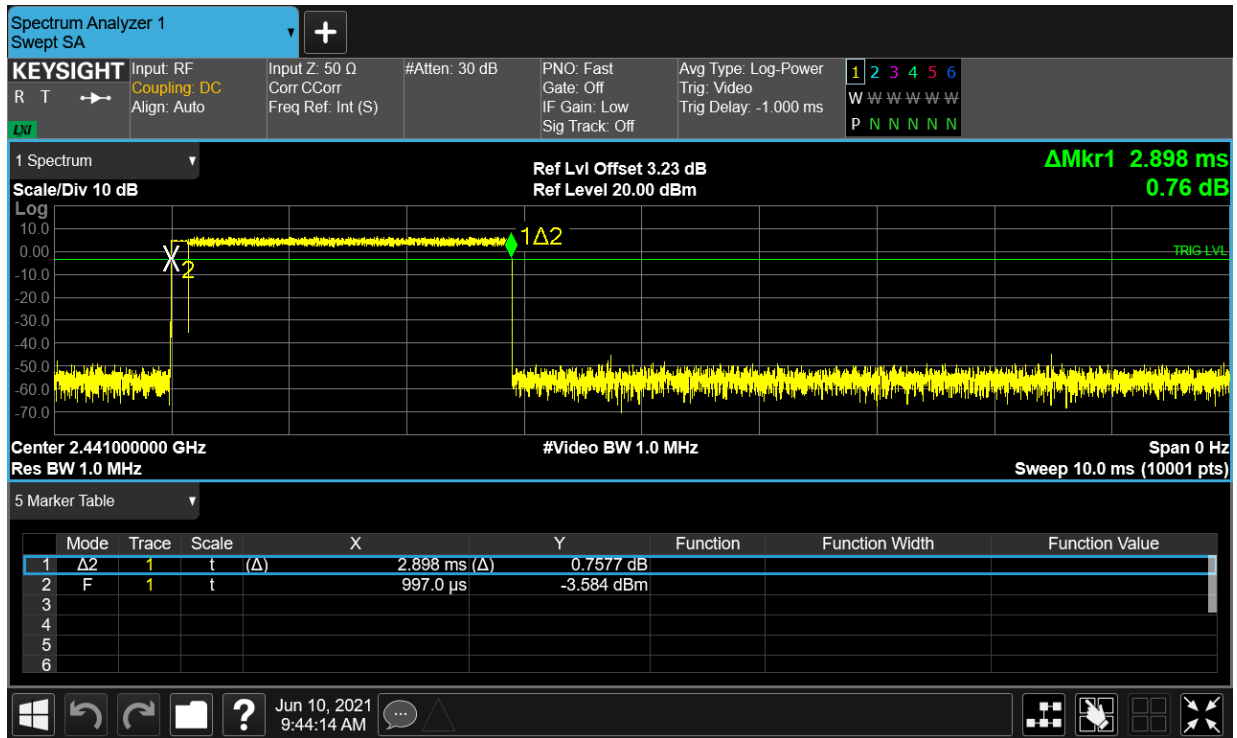 Spectrum Analyzer 1
Swept SA
KEYSIGHT
R T
LXI
Input: RF
Coupling: DC
Align: Auto
Input Z: 50 Ω
Corr CCorr
Freq Ref: Int (S)
#Atten: 30 dB
PNO: Fast
Gate: Off
IF Gain: Low
Sig Track: Off
Avg Type: Log-Power
Trig: Video
Trig Delay: -1.000 ms
1 2 3 4 5 6
W W W W W W
P N N N N N
1 Spectrum
Scale/Div 10 dB
Ref Lvl Offset 3.23 dB
Ref Level 20.00 dBm
ΔMkr1 2.898 ms
0.76 dB
Log
10.0
0.00
-10.0
-20.0
-30.0
-40.0
-50.0
-60.0
-70.0
1Δ2
2
TRIG LVL
Center 2.441000000 GHz
Res BW 1.0 MHz
#Video BW 1.0 MHz
Span 0 Hz
Sweep 10.0 ms (10001 pts)
5 Marker Table
Mode Trace Scale X Y Function Function Width Function Value
1 Δ2 1 t (Δ) 2.898 ms (Δ) 0.7577 dB
2 F 1 t 997.0 µs -3.584 dBm
3
4
5
6
?
Jun 10, 2021
9:44:14 AM